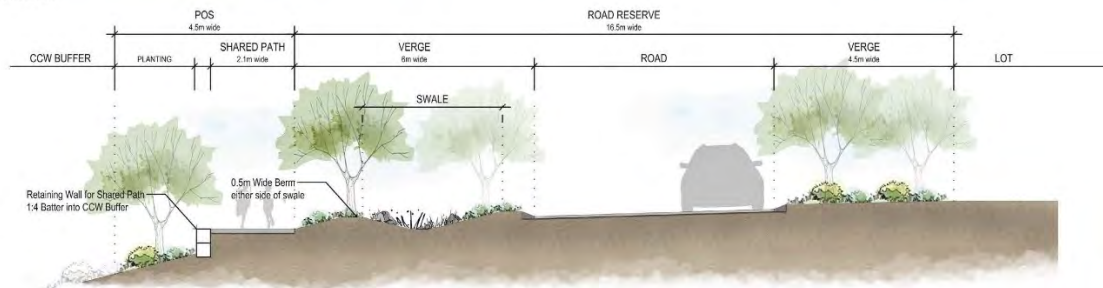 POS
4.5m wide
ROAD RESERVE
16.5m wide
CCW BUFFER
PLANTING
SHARED PATH
2.1m wide
VERGE
6m wide
ROAD
VERGE
4.5m wide
LOT
SWALE
Retaining Wall for Shared Path
1:4 Batter into CCW Buffer
0.5m Wide Berm
either side of swale